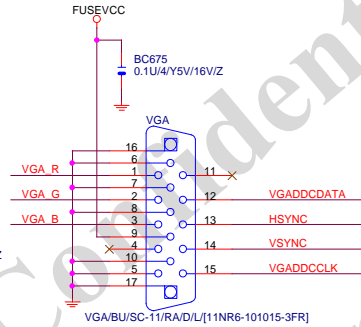 FUSEVCC
BC675
0.1U/4/Y5V/16V/Z
VGA
16
6
VGA_R 1 11
7
VGA_G 2 12 VGADDCDATA
8
VGA_B 3 13 HSYNC
9
4 14 VSYNC
10
5 15 VGADDCCLK
17
VGA/BU/SC-11/RA/D/L/[11NR6-101015-3FR]
Confident